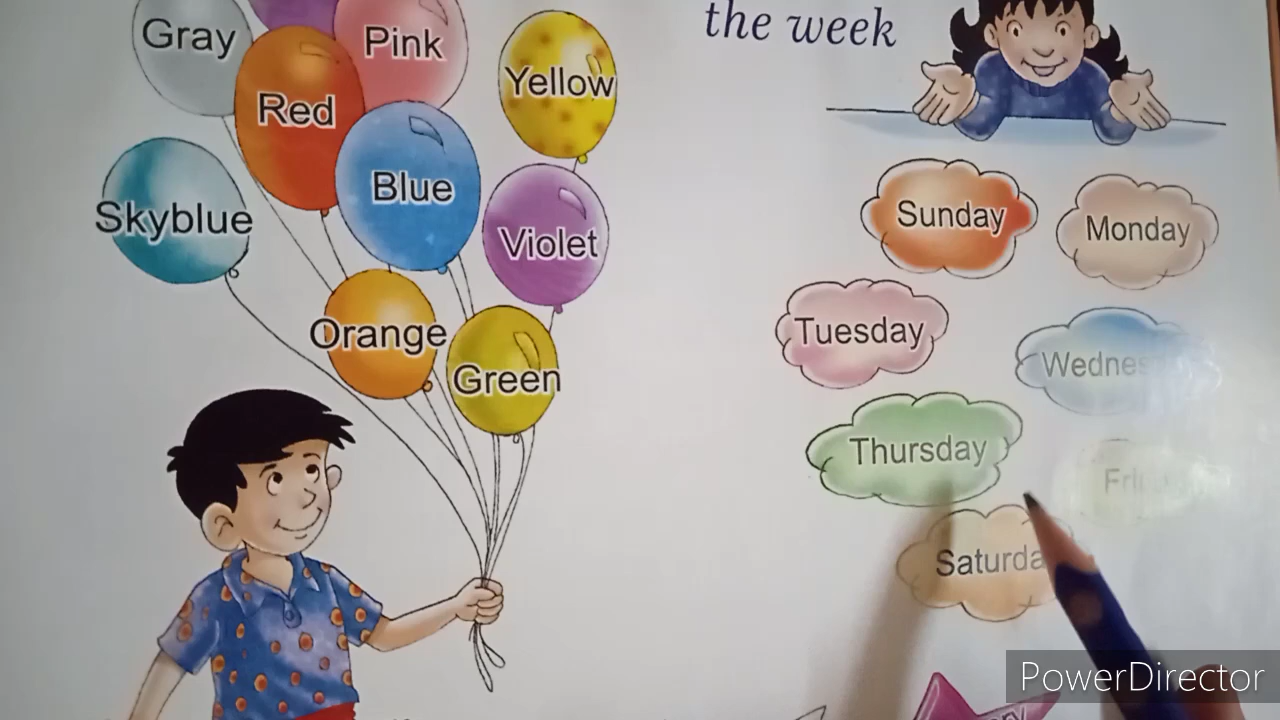 Gray
Pink
Red
Yellow
Blue
Skyblue
Violet
Orange
Green
the week
Sunday
Monday
Tuesday
Thursday
PowerDirector